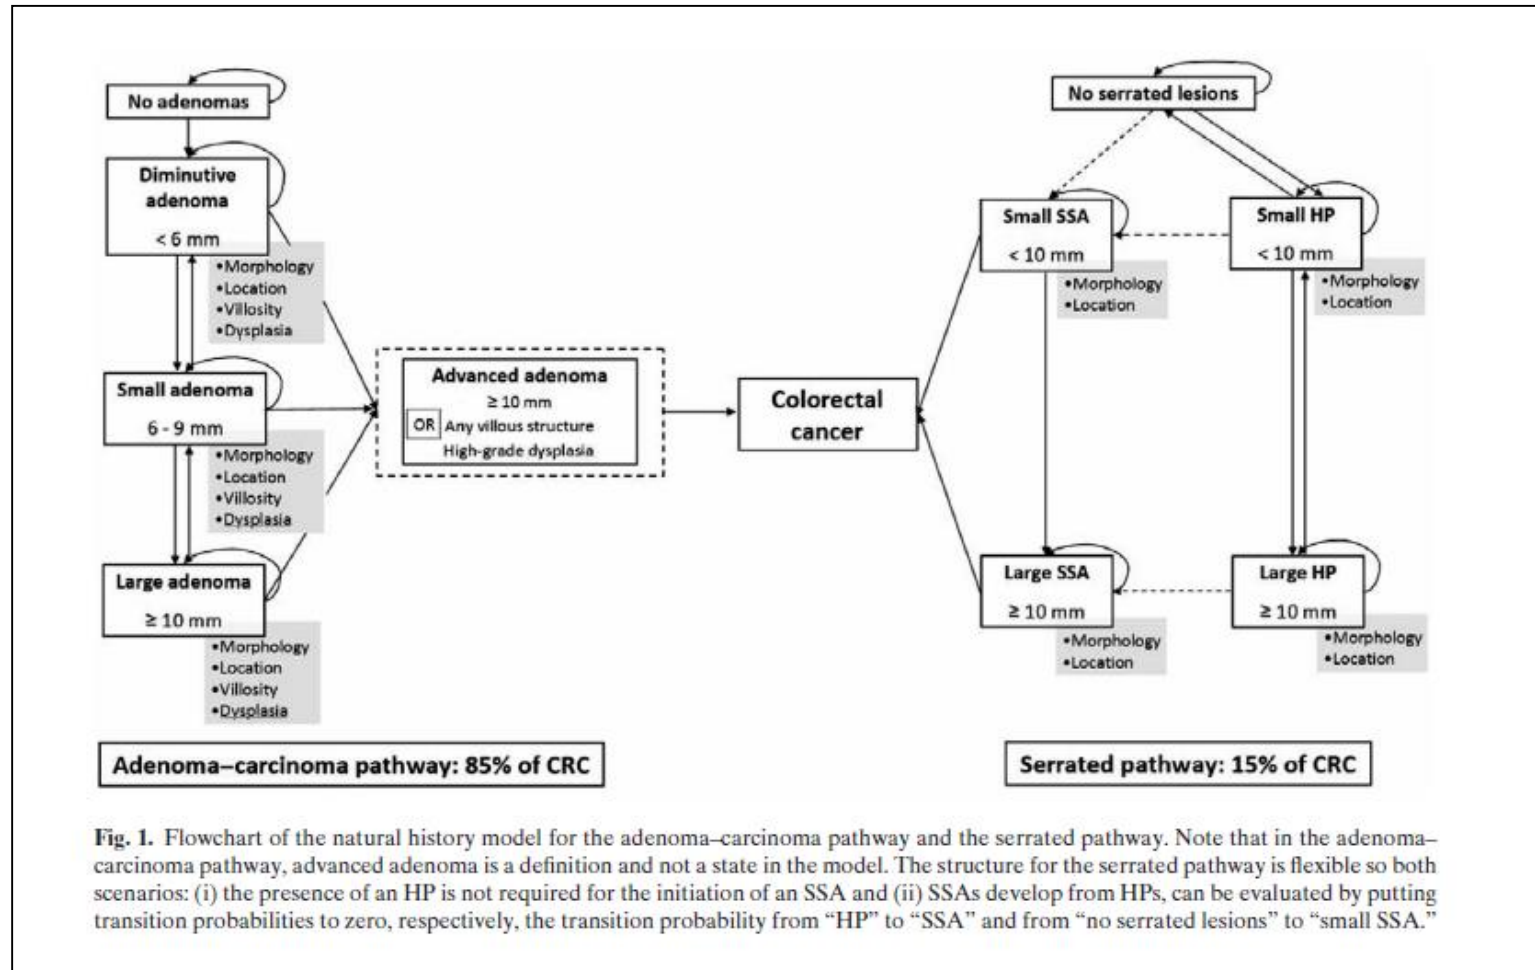 No adenomas
Diminutive
adenoma
< 6 mm
•Morphology
•Location
•Villosity
•Dysplasia
Small adenoma
6 - 9 mm
•Morphology
•Location
•Villosity
•Dysplasia
Large adenoma
≥ 10 mm
•Morphology
•Location
•Villosity
•Dysplasia
Advanced adenoma
≥ 10 mm
OR Any villous structure
High-grade dysplasia
Colorectal
cancer
No serrated lesions
Small SSA
< 10 mm
•Morphology
•Location
Small HP
< 10 mm
•Morphology
•Location
Large SSA
≥ 10 mm
•Morphology
•Location
Large HP
≥ 10 mm
•Morphology
•Location
Adenoma–carcinoma pathway: 85% of CRC
Serrated pathway: 15% of CRC
Fig. 1. Flowchart of the natural history model for the adenoma–carcinoma pathway and the serrated pathway. Note that in the adenoma–
carcinoma pathway, advanced adenoma is a definition and not a state in the model. The structure for the serrated pathway is flexible so both
scenarios: (i) the presence of an HP is not required for the initiation of an SSA and (ii) SSAs develop from HPs, can be evaluated by putting
transition probabilities to zero, respectively, the transition probability from “HP” to “SSA” and from “no serrated lesions” to “small SSA.”